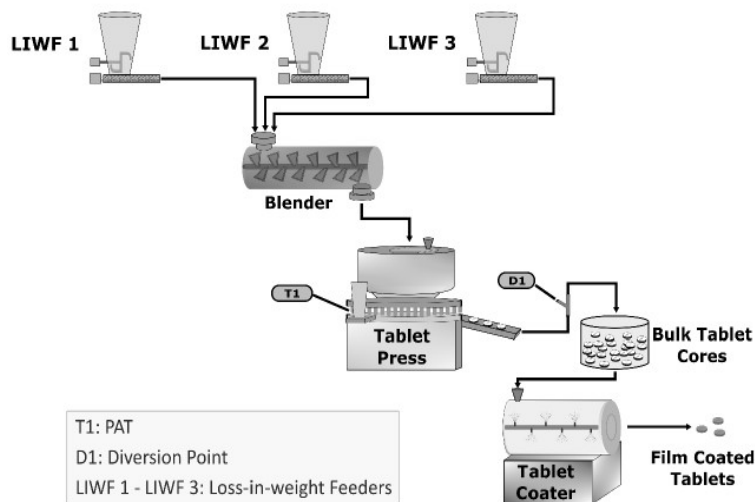 LIWF 1
LIWF 2
LIWF 3
Blender
T1
D1
Tablet
Press
Bulk Tablet
Cores
Tablet
Coater
Film Coated
Tablets
T1: PAT
D1: Diversion Point
LIWF 1 - LIWF 3: Loss-in-weight Feeders